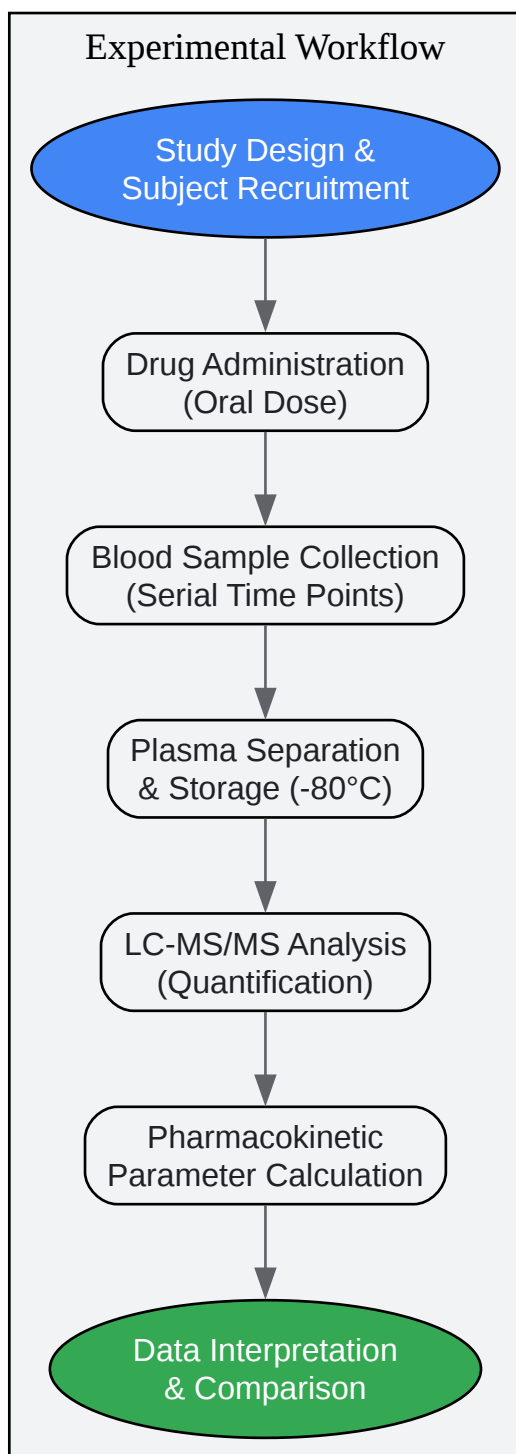 Experimental Workflow
Study Design &
Subject Recruitment
Drug Administration
(Oral Dose)
Blood Sample Collection
(Serial Time Points)
Plasma Separation
& Storage (-80°C)
LC-MS/MS Analysis
(Quantification)
Pharmacokinetic
Parameter Calculation
Data Interpretation
& Comparison